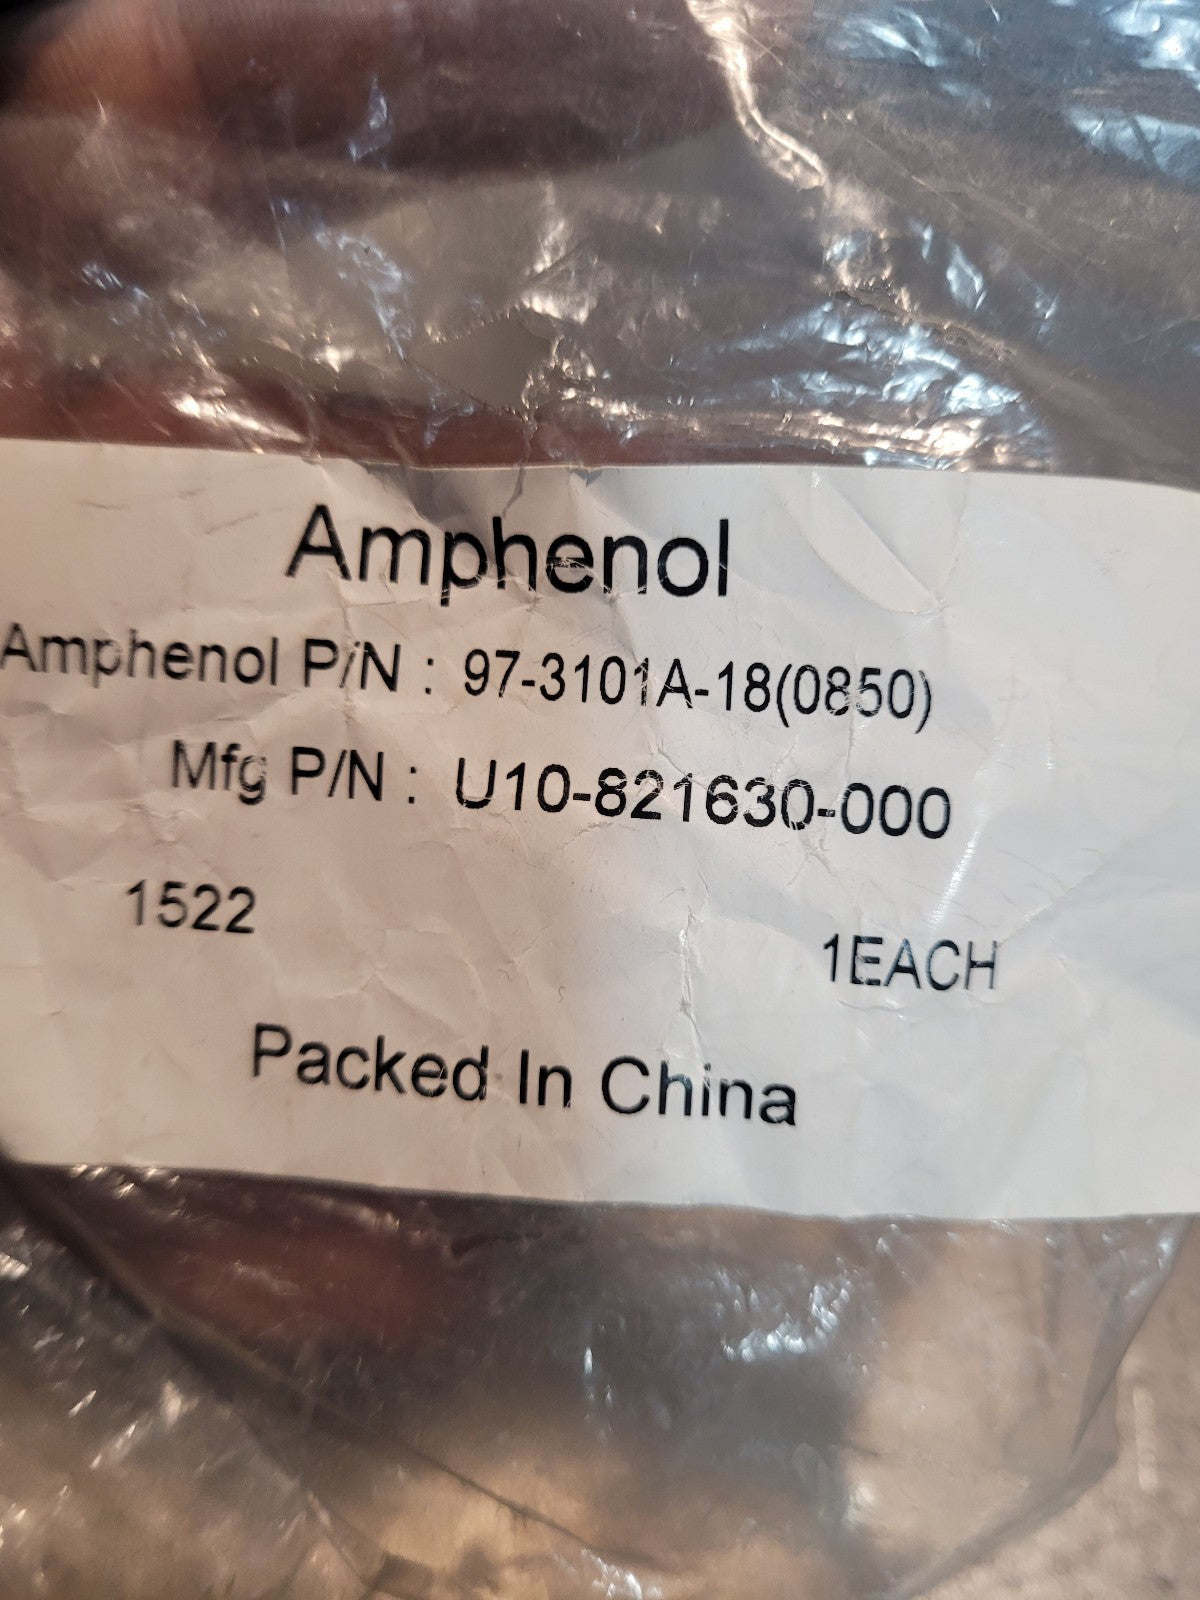 Amphenol
Amphenol P/N : 97-3101A-18(0850)
Mfg P/N : U10-821630-000
1522
1EACH
Packed In China